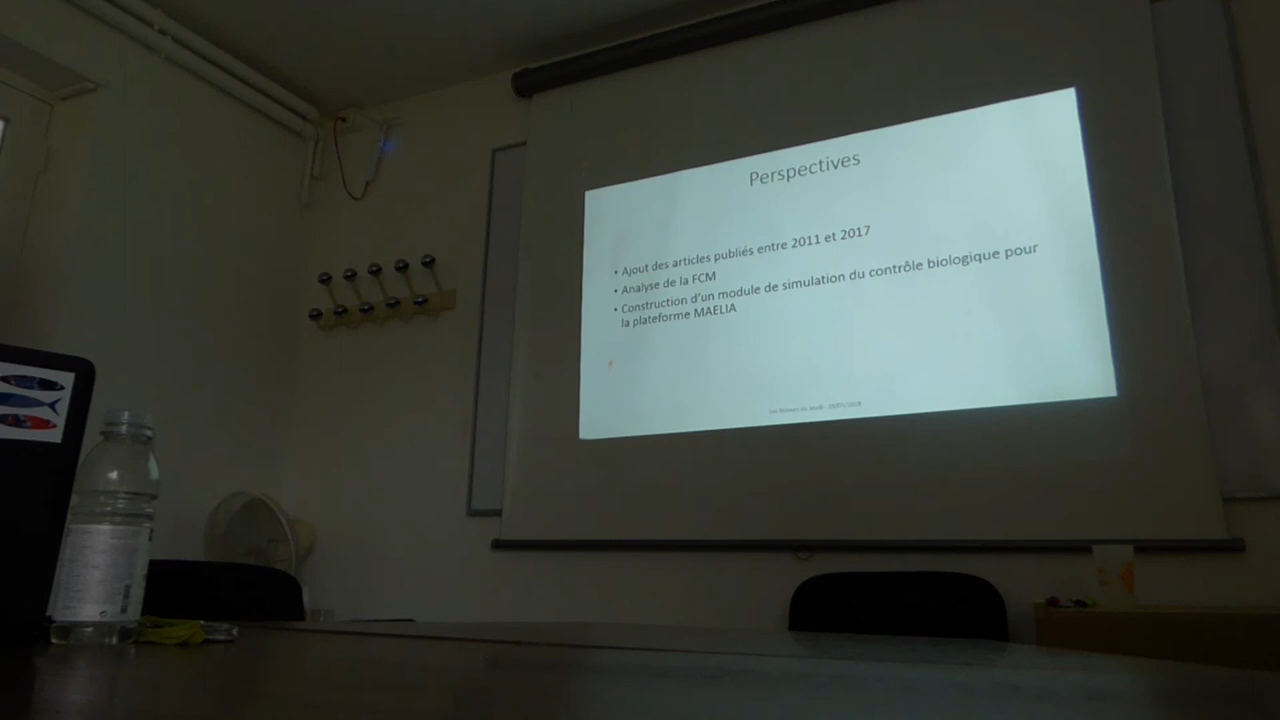 Perspectives
• Ajout des articles publiés entre 2011 et 2017
• Analyse de la FCM
• Construction d'un module de simulation du contrôle biologique pour
la plateforme MAELIA